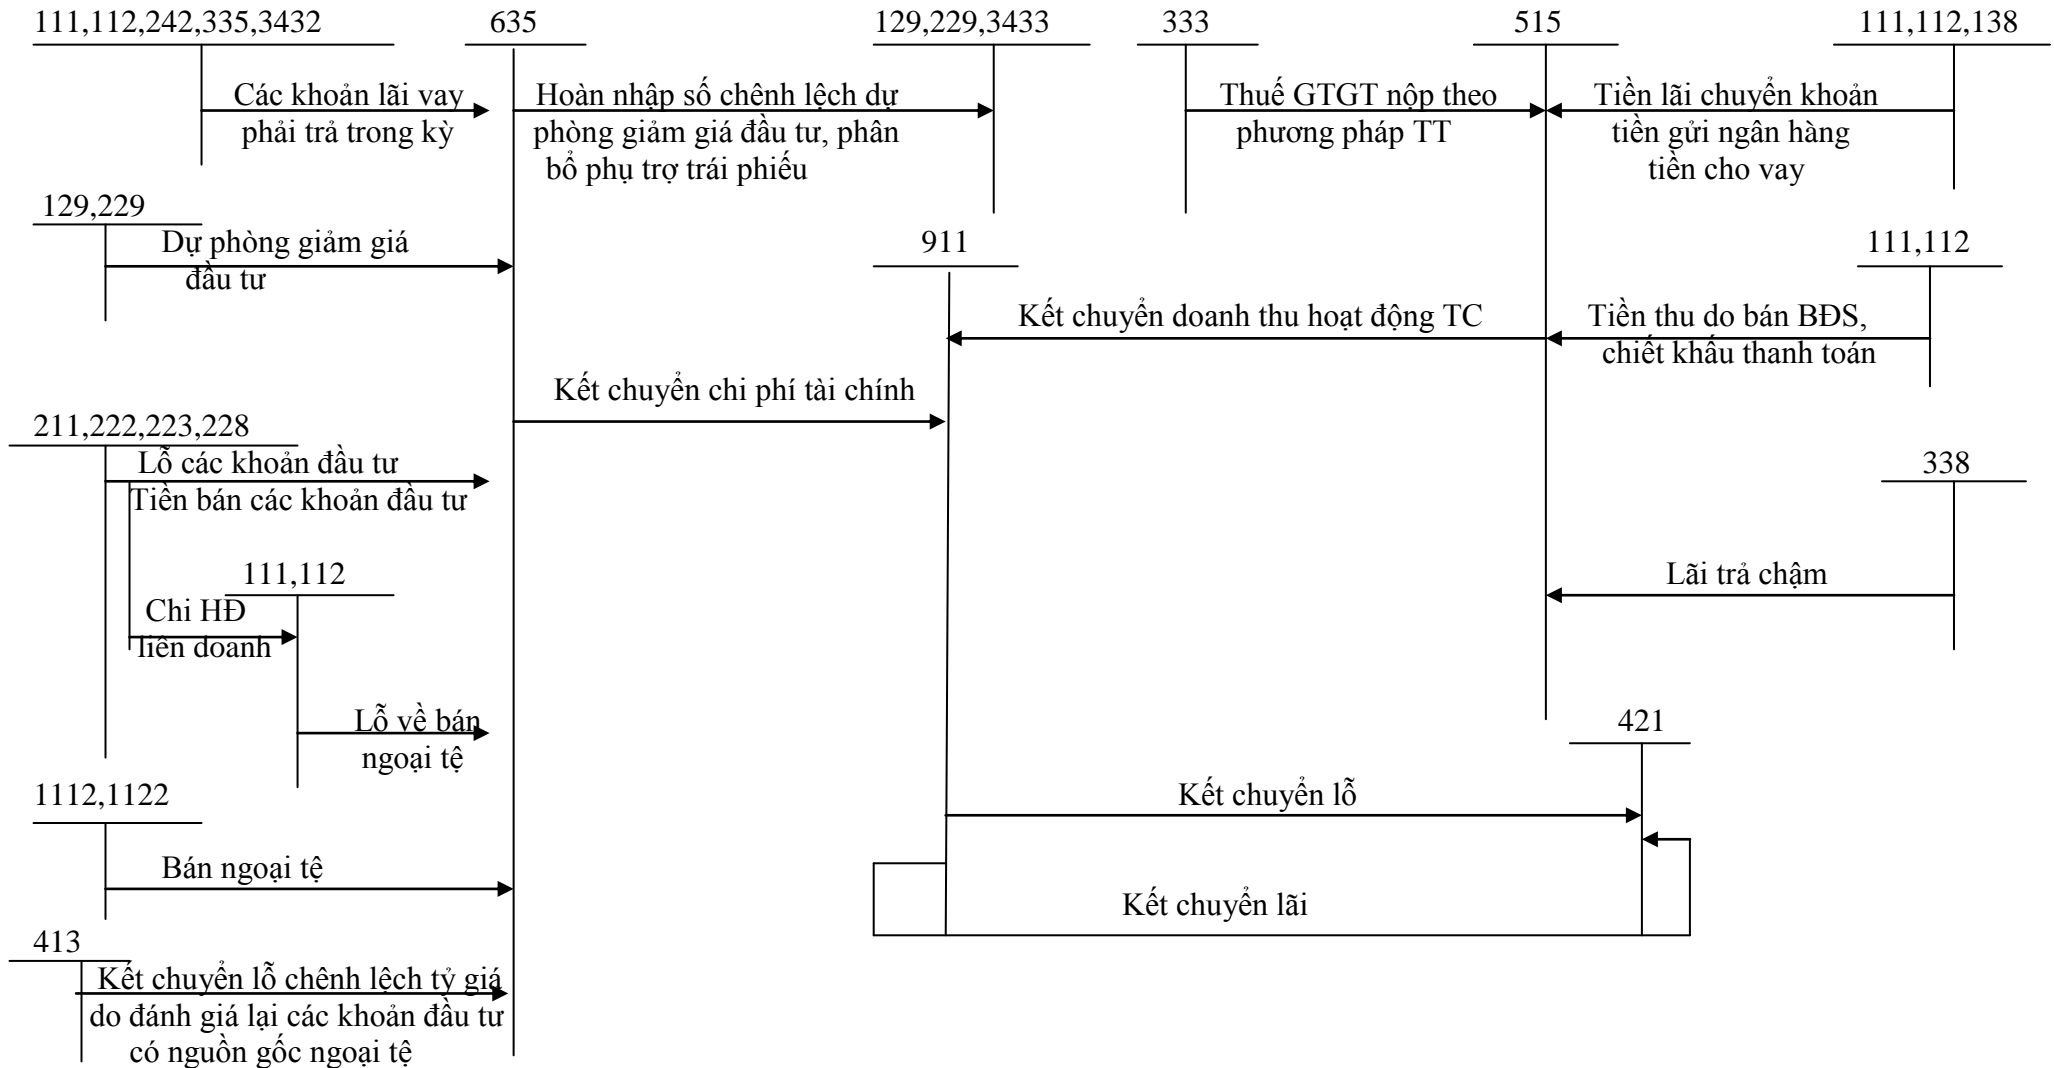 111,112,242,335,3432
635
129,229,3433
333
515
111,112,138
Các khoản lãi vay
phải trả trong kỳ
Hoàn nhập số chênh lệch dự
phòng giảm giá đầu tư, phân
bổ phụ trợ trái phiếu
Thuế GTGT nộp theo
phương pháp TT
Tiền lãi chuyển khoản
tiền gửi ngân hàng
tiền cho vay
129,229
Dự phòng giảm giá
đầu tư
911
111,112
Kết chuyển doanh thu hoạt động TC
Tiền thu do bán BĐS,
chiết khấu thanh toán
Kết chuyển chi phí tài chính
211,222,223,228
Lỗ các khoản đầu tư
Tiền bán các khoản đầu tư
338
111,112
Chi HĐ
liên doanh
Lãi trả chậm
Lỗ về bán
ngoại tệ
421
1112,1122
Kết chuyển lỗ
Bán ngoại tệ
Kết chuyển lãi
413
Kết chuyển lỗ chênh lệch tỷ giá
do đánh giá lại các khoản đầu tư
có nguồn gốc ngoại tệ